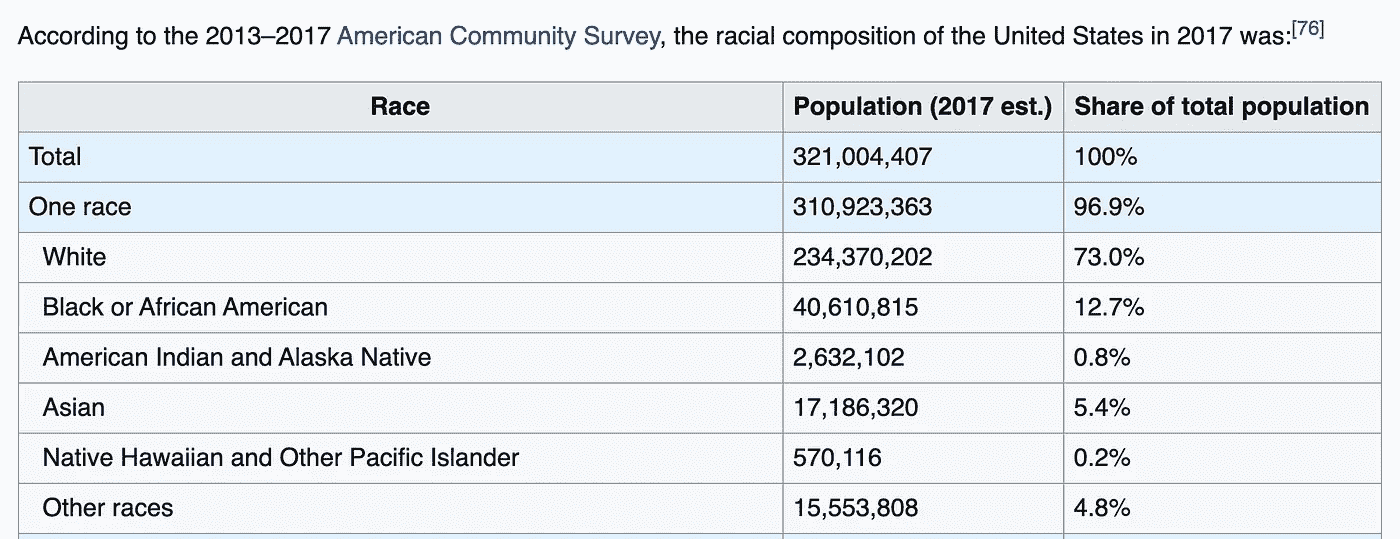 According to the 2013–2017 American Community Survey, the racial composition of the United States in 2017 was:[76]
Race Population (2017 est.) Share of total population
Total 321,004,407 100%
One race 310,923,363 96.9%
White 234,370,202 73.0%
Black or African American 40,610,815 12.7%
American Indian and Alaska Native 2,632,102 0.8%
Asian 17,186,320 5.4%
Native Hawaiian and Other Pacific Islander 570,116 0.2%
Other races 15,553,808 4.8%